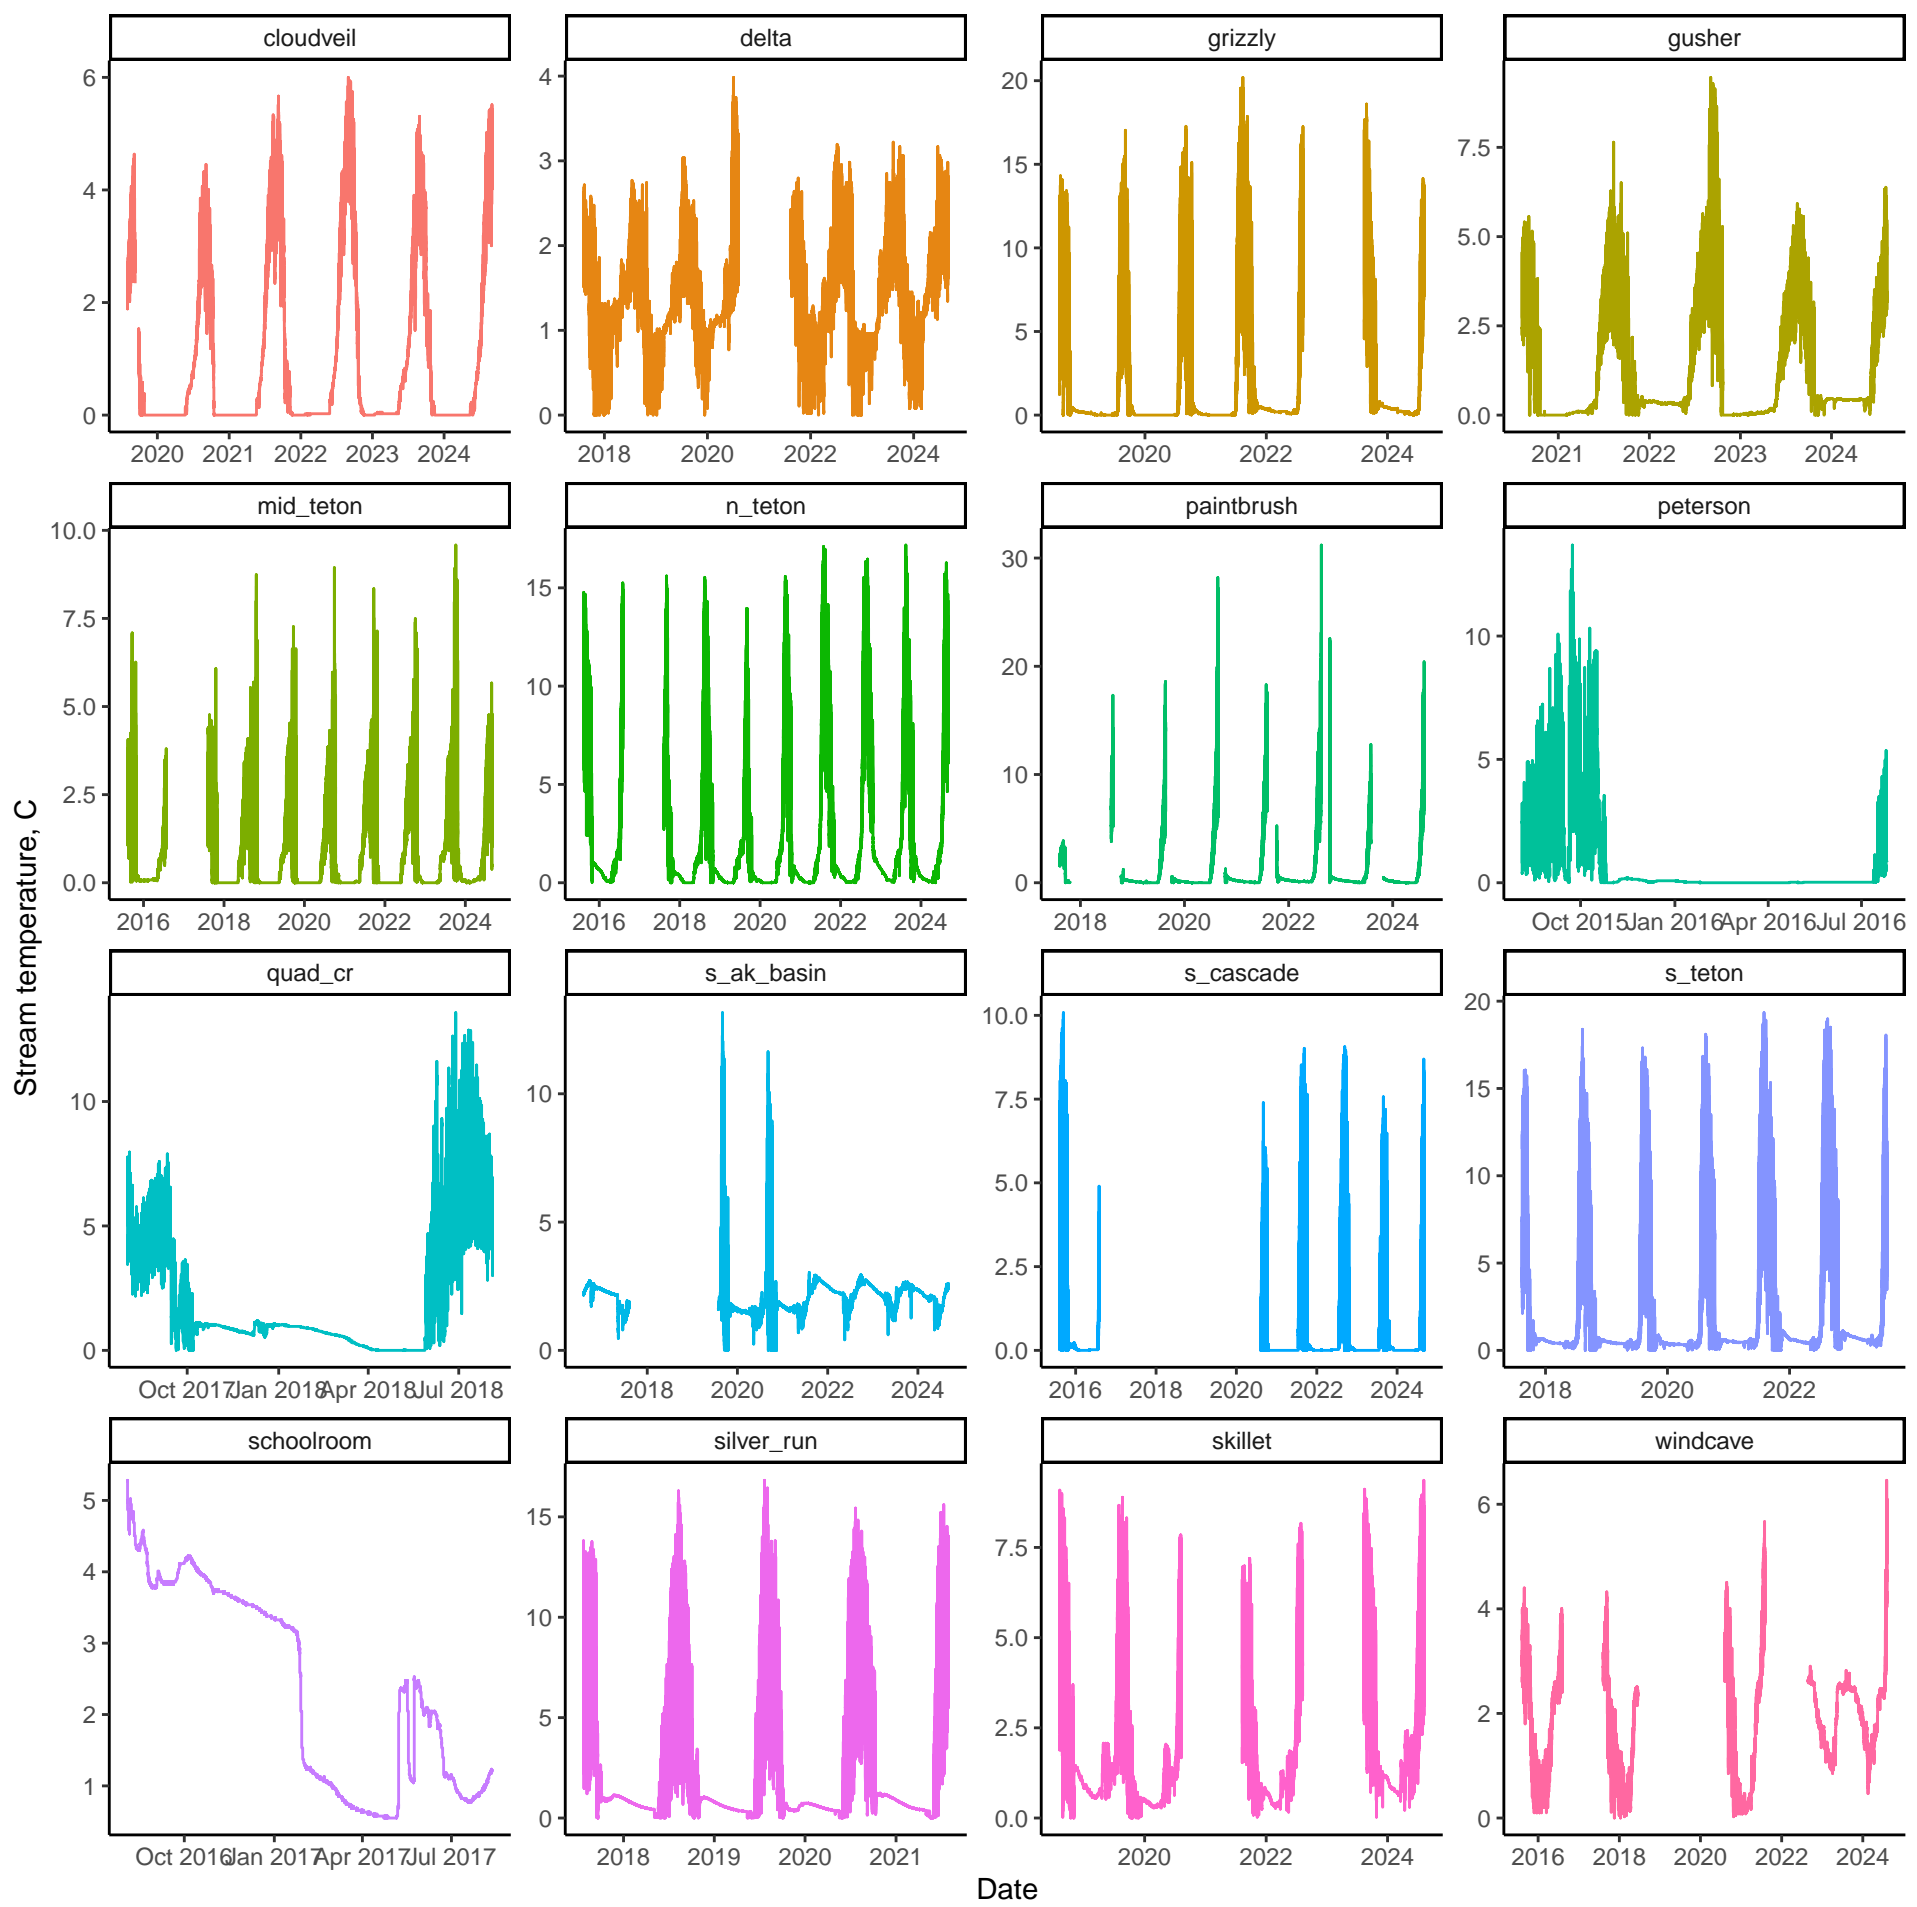 cloudveil delta grizzly gusher
6 4 2 0
4 3 2 1 0
20 15 10 5 0
7.5 5.0 2.5 0.0
2020 2021 2022 2023 2024
2018 2020 2022 2024
2020 2022 2024
2021 2022 2023 2024
mid_teton n_teton paintbrush peterson
10.0 7.5 5.0 2.5 0.0
15 10 5 0
30 20 10 0
10 5 0
2016 2018 2020 2022 2024
2016 2018 2020 2022 2024
2018 2020 2022 2024
Oct 2015 Jan 2016 Apr 2016 Jul 2016
Stream temperature, C
quad_cr s_ak_basin s_cascade s_teton
10 5 0
10 5 0
10.0 7.5 5.0 2.5 0.0
20 15 10 5 0
Oct 2017 Jan 2018 Apr 2018 Jul 2018
2018 2020 2022 2024
2016 2018 2020 2022 2024
2018 2020 2022
schoolroom silver_run skillet windcave
5 4 3 2 1
15 10 5 0
7.5 5.0 2.5 0.0
6 4 2 0
Oct 2016 Jan 2017 Apr 2017 Jul 2017
2018 2019 2020 2021
2020 2022 2024
2016 2018 2020 2022 2024
Date